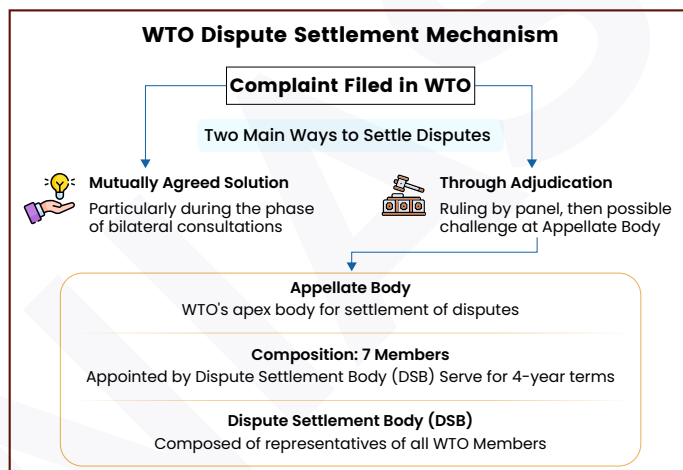 WTO Dispute Settlement Mechanism
Complaint Filed in WTO
Two Main Ways to Settle Disputes
Mutually Agreed Solution
Particularly during the phase
of bilateral consultations
Through Adjudication
Ruling by panel, then possible
challenge at Appellate Body
Appellate Body
WTO's apex body for settlement of disputes
Composition: 7 Members
Appointed by Dispute Settlement Body (DSB) Serve for 4-year terms
Dispute Settlement Body (DSB)
Composed of representatives of all WTO Members